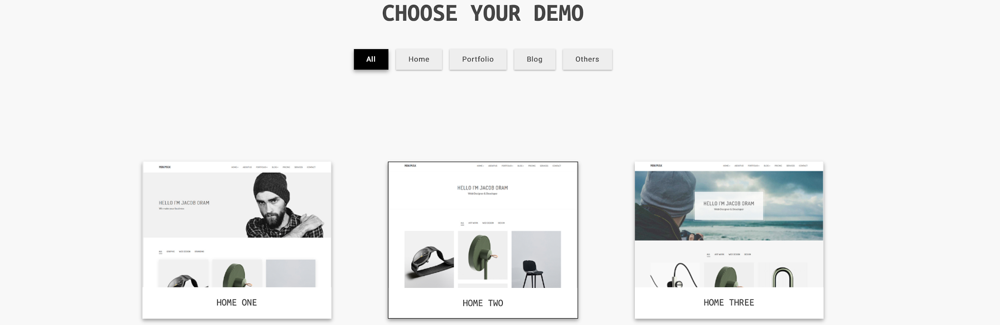 CHOOSE YOUR DEMO
All Home Portfolio Blog Others
MINIMAX HOME ABOUT US PORTFOLIO BLOG PRICING SERVICES CONTACT
HELLO I'M JACOB ORAM
We make your business
ALL GRAPHIC WEB DESIGN BRANDING
HOME ONE
MINIMAX HOME ABOUT US PORTFOLIO BLOG PRICING SERVICES CONTACT
HELLO I'M JACOB ORAM
Web Designer & Developer
ALL ART WORK WEB DESIGN DESIGN
HOME TWO
MINIMAX HOME ABOUT US PORTFOLIO BLOG PRICING SERVICES CONTACT
HELLO I'M JACOB ORAM
Web Designer & Developer
ALL ART WORK WEB DESIGN DESIGN
HOME THREE